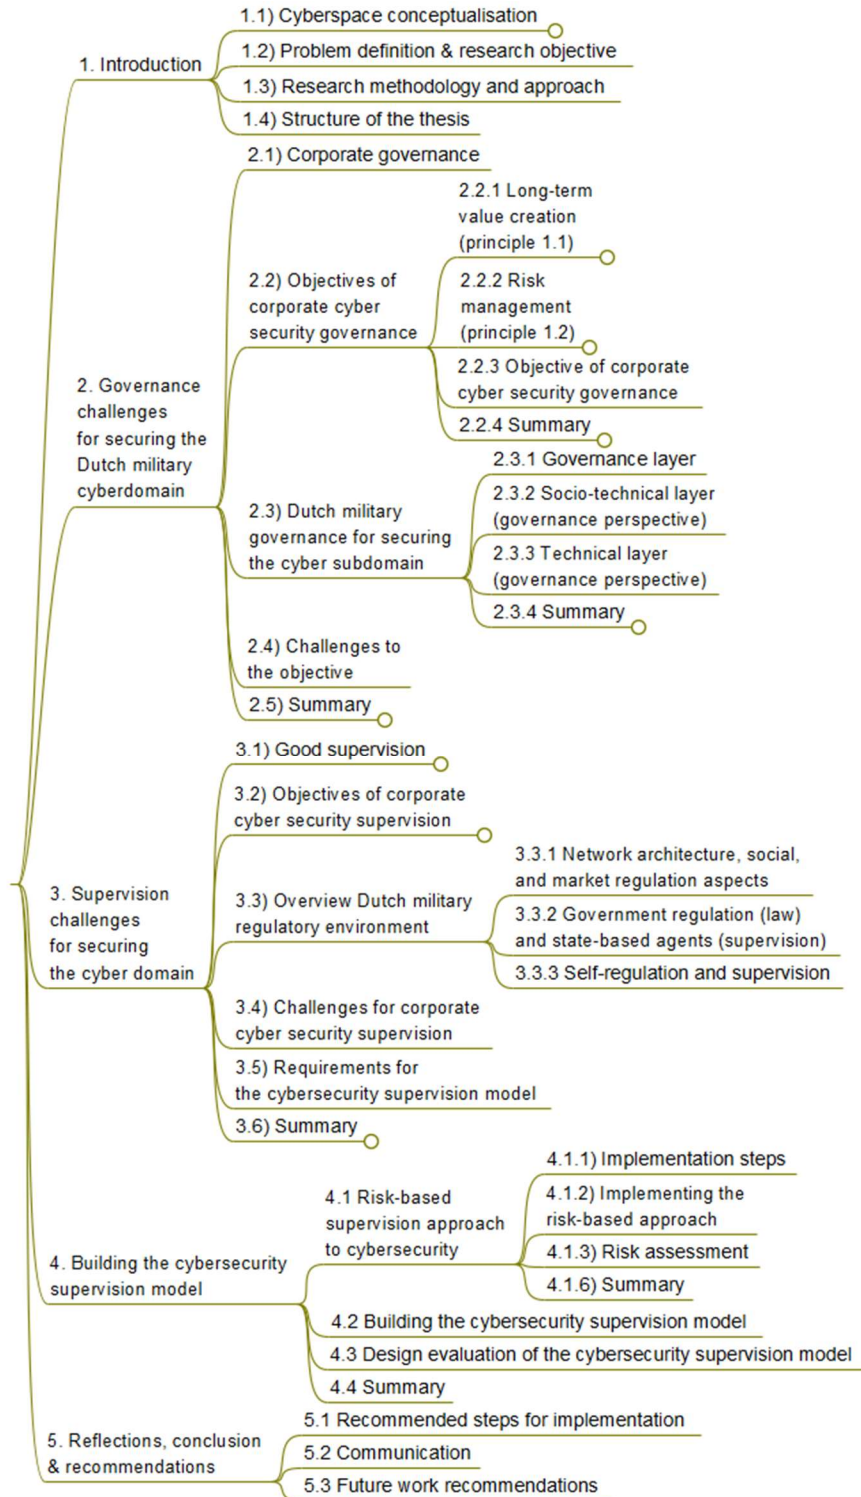 1. Introduction
1.1) Cyberspace conceptualisation
1.2) Problem definition & research objective
1.3) Research methodology and approach
1.4) Structure of the thesis
2. Governance
challenges
for securing the
Dutch military
cyberdomain
2.1) Corporate governance
2.2) Objectives of
corporate cyber
security governance
2.2.1 Long-term
value creation
(principle 1.1)
2.2.2 Risk
management
(principle 1.2)
2.2.3 Objective of corporate
cyber security governance
2.2.4 Summary
2.3) Dutch military
governance for securing
the cyber subdomain
2.3.1 Governance layer
2.3.2 Socio-technical layer
(governance perspective)
2.3.3 Technical layer
(governance perspective)
2.3.4 Summary
2.4) Challenges to
the objective
2.5) Summary
3. Supervision
challenges
for securing
the cyber domain
3.1) Good supervision
3.2) Objectives of corporate
cyber security supervision
3.3) Overview Dutch military
regulatory environment
3.3.1 Network architecture, social,
and market regulation aspects
3.3.2 Government regulation (law)
and state-based agents (supervision)
3.3.3 Self-regulation and supervision
3.4) Challenges for corporate
cyber security supervision
3.5) Requirements for
the cybersecurity supervision model
3.6) Summary
4. Building the cybersecurity
supervision model
4.1 Risk-based
supervision approach
to cybersecurity
4.1.1) Implementation steps
4.1.2) Implementing the
risk-based approach
4.1.3) Risk assessment
4.1.6) Summary
4.2 Building the cybersecurity supervision model
4.3 Design evaluation of the cybersecurity supervision model
4.4 Summary
5. Reflections, conclusion
& recommendations
5.1 Recommended steps for implementation
5.2 Communication
5.3 Future work recommendations